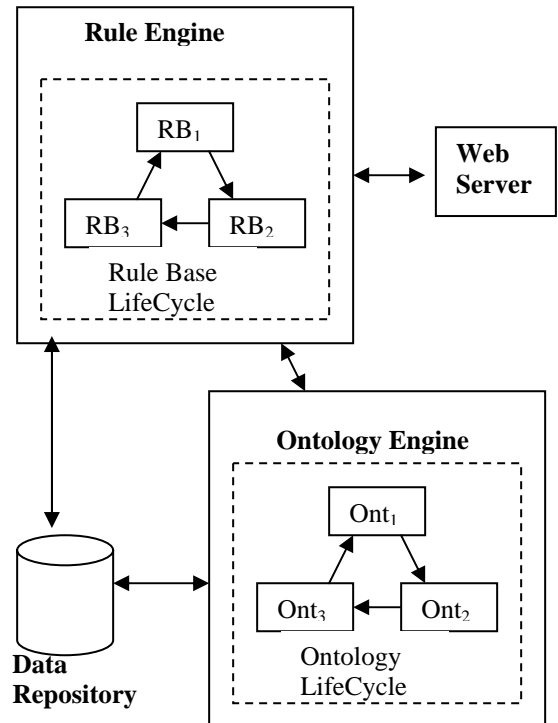 Rule Engine
RB₁
RB₃
RB₂
Rule Base
LifeCycle
Web
Server
Ontology Engine
Ont₁
Ont₃
Ont₂
Ontology
LifeCycle
Data
Repository